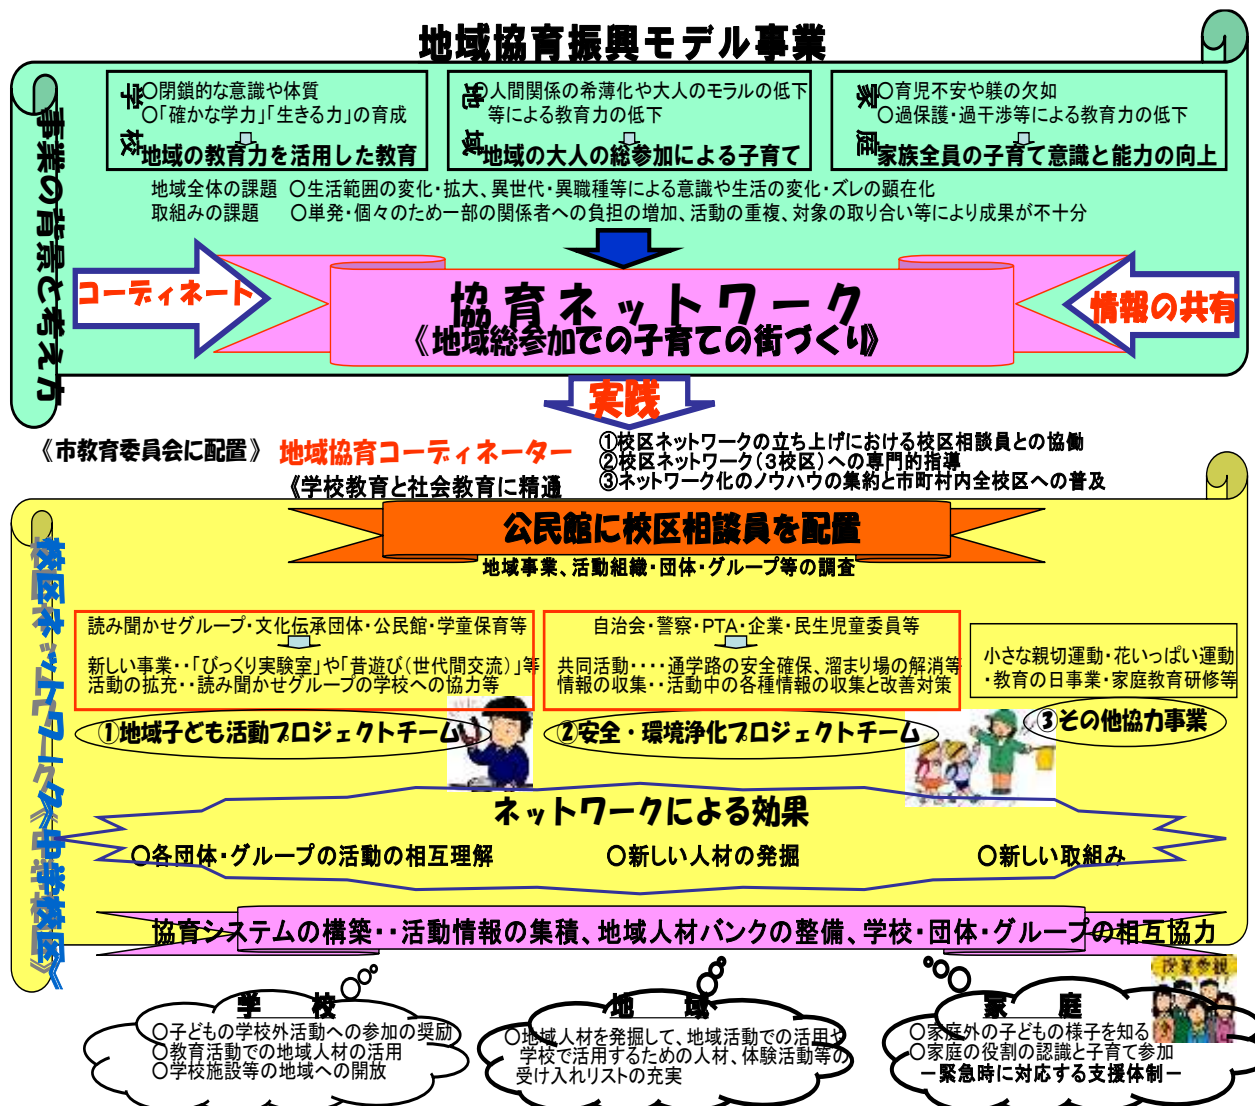 地域協育振興モデル事業
事業の背景と考え方
学校
○閉鎖的な意識や体質
○「確かな学力」「生きる力」の育成
地域の教育力を活用した教育
地域
○人間関係の希薄化や大人のモラルの低下
等による教育力の低下
地域の大人の総参加による子育て
家庭
○育児不安や躾の欠如
○過保護・過干渉等による教育力の低下
家族全員の子育て意識と能力の向上
地域全体の課題 ○生活範囲の変化・拡大、異世代・異職種等による意識や生活の変化・ズレの顕在化
取組みの課題 ○単発・個々のため一部の関係者への負担の増加、活動の重複、対象の取り合い等により成果が不十分
コーディネート
協育ネットワーク
《地域総参加での子育ての街づくり》
情報の共有
実践
《市教育委員会に配置》 地域協育コーディネーター
《学校教育と社会教育に精通
①校区ネットワークの立ち上げにおける校区相談員との協働
②校区ネットワーク(3校区)への専門的指導
③ネットワーク化のノウハウの集約と市町村内全校区への普及
校区ネットワーク《中学校区》
公民館に校区相談員を配置
地域事業、活動組織・団体・グループ等の調査
読み聞かせグループ・文化伝承団体・公民館・学童保育等
新しい事業・・「びっくり実験室」や「昔遊び(世代間交流)」等
活動の拡充・・読み聞かせグループの学校への協力等
①地域子ども活動プロジェクトチーム
自治会・警察・PTA・企業・民生児童委員等
共同活動・・・・通学路の安全確保、溜まり場の解消等
情報の収集・・活動中の各種情報の収集と改善対策
②安全・環境浄化プロジェクトチーム
小さな親切運動・花いっぱい運動
・教育の日事業・家庭教育研修等
③その他協力事業
ネットワークによる効果
○各団体・グループの活動の相互理解
○新しい人材の発掘
○新しい取組み
協育システムの構築・・活動情報の集積、地域人材バンクの整備、学校・団体・グループの相互協力
学 校
○子どもの学校外活動への参加の奨励
○教育活動での地域人材の活用
○学校施設等の地域への開放
地 域
○地域人材を発掘して、地域活動での活用や
学校で活用するための人材、体験活動等の
受け入れリストの充実
授業参観
家 庭
○家庭外の子どもの様子を知る
○家庭の役割の認識と子育て参加
－緊急時に対応する支援体制－